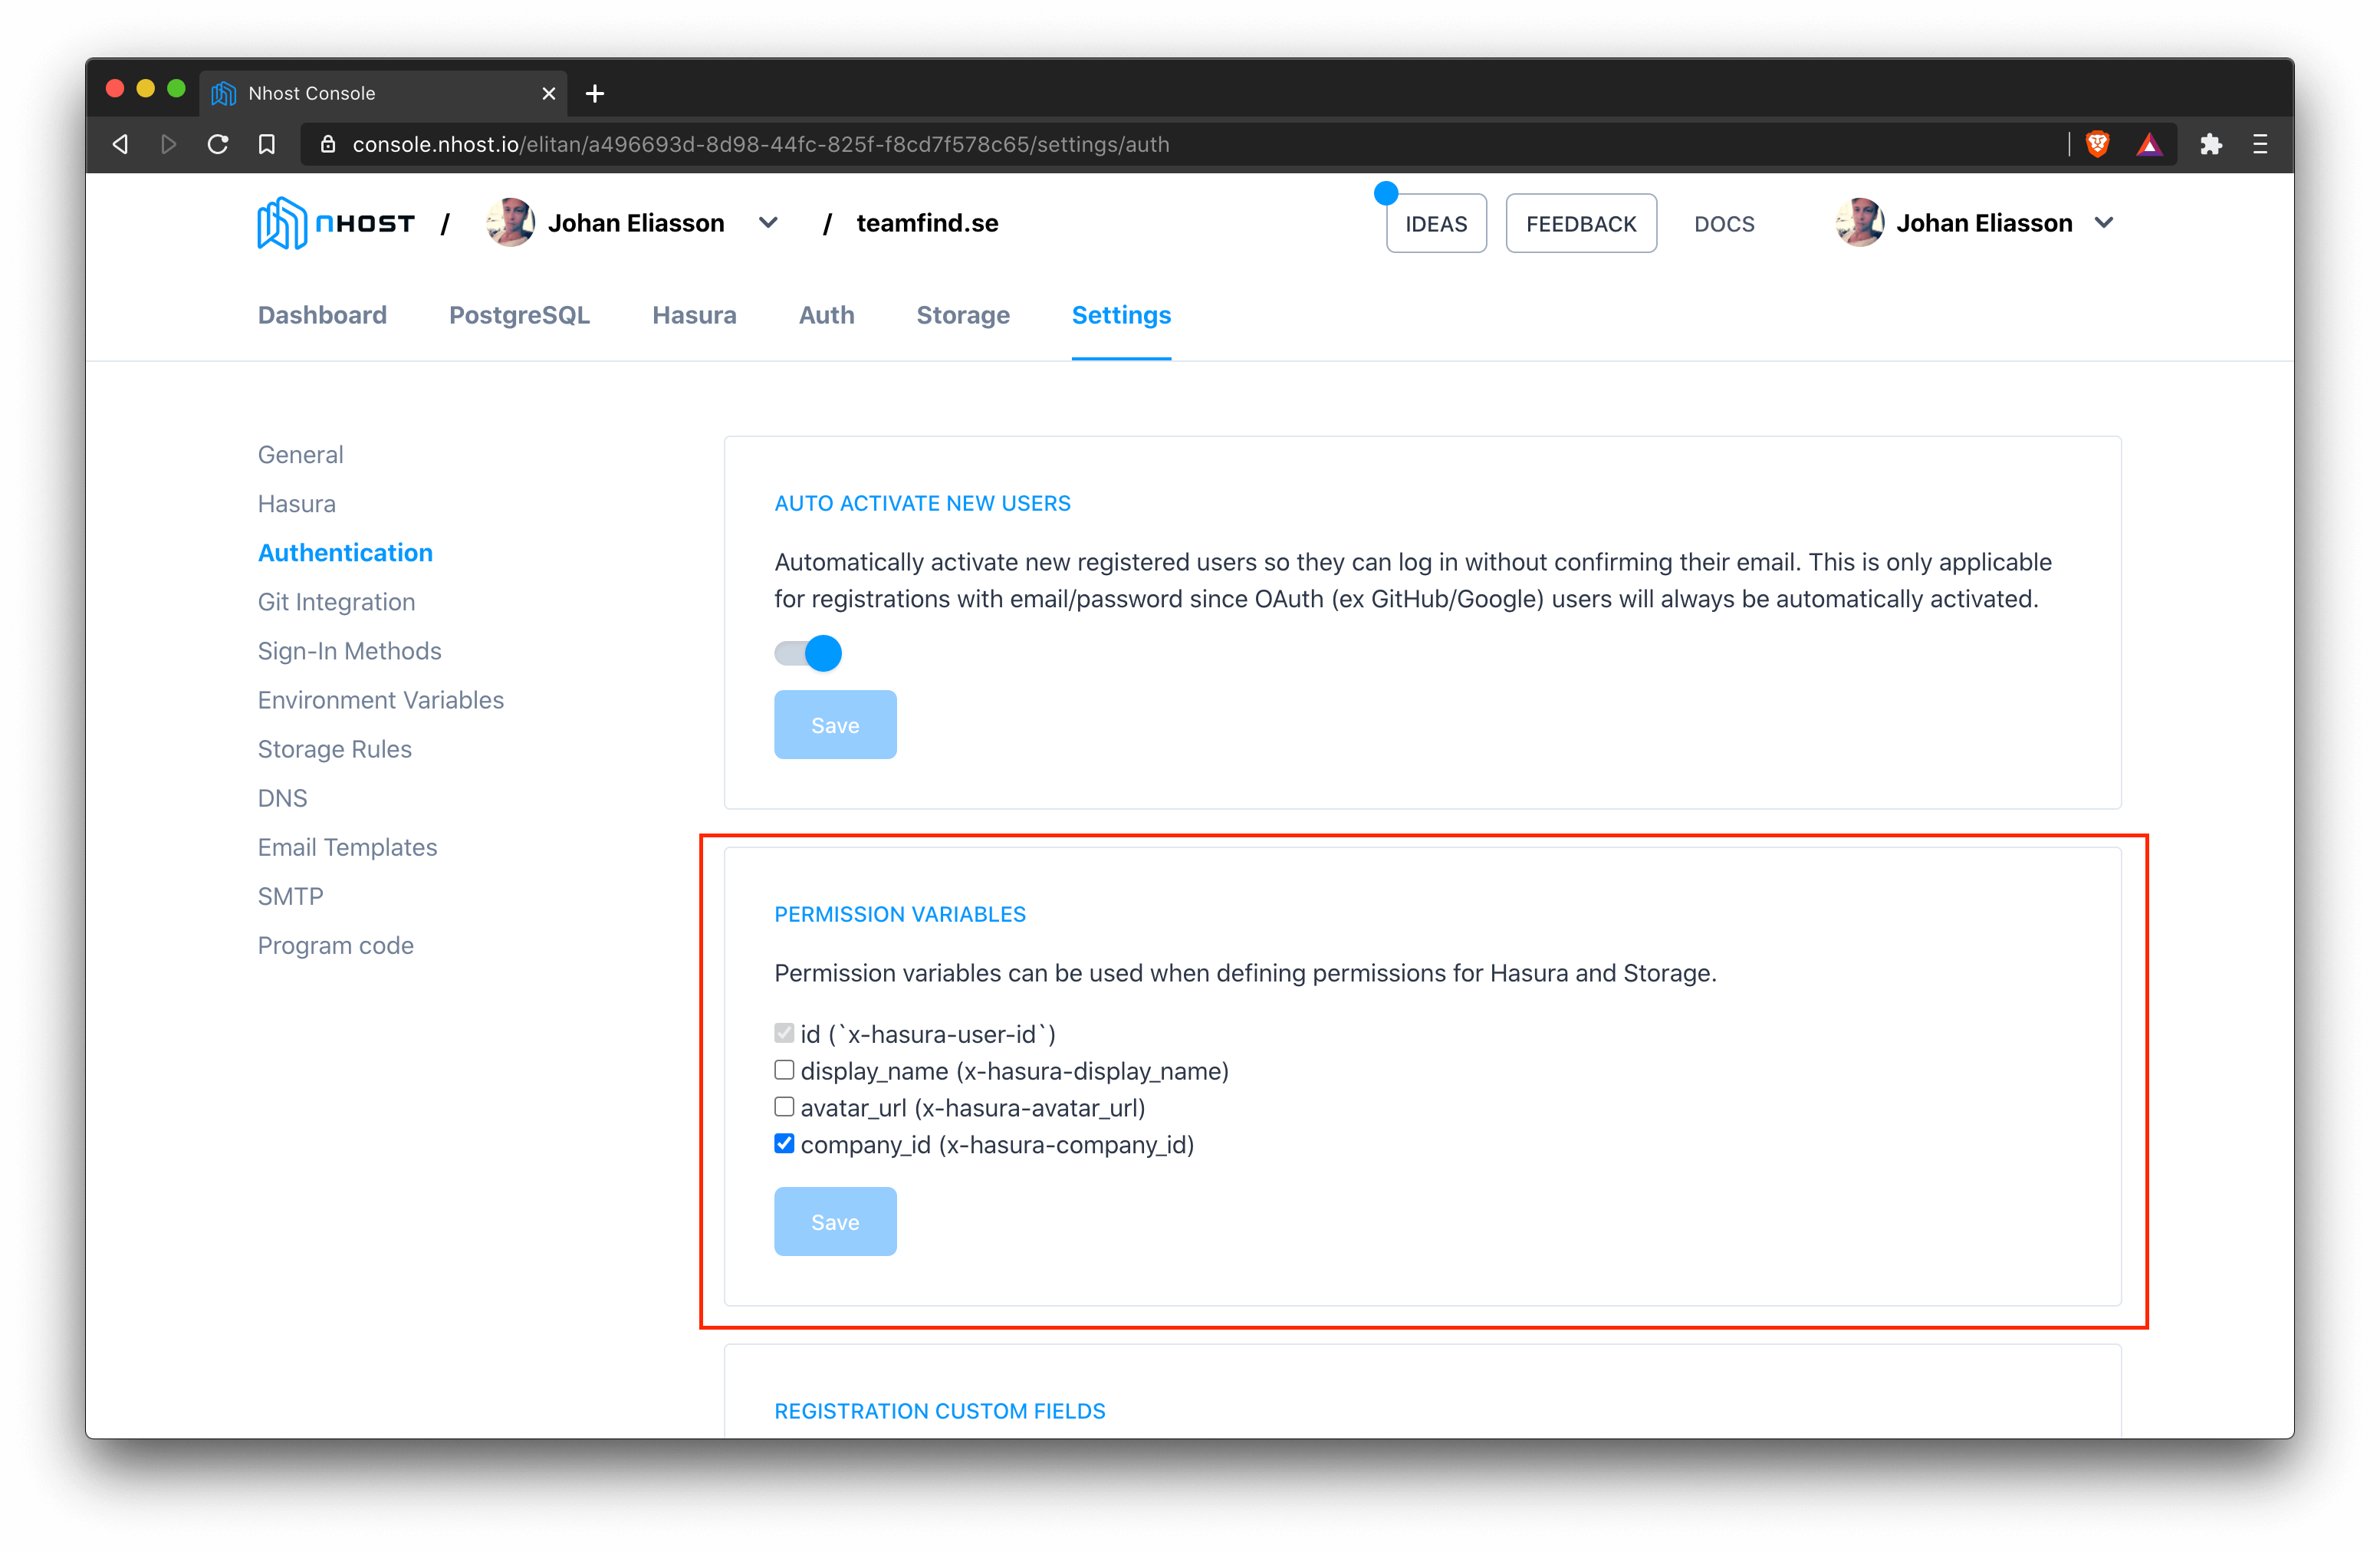 Nhost Console
console.nhost.io/elitan/a496693d-8d98-44fc-825f-f8cd7f578c65/settings/auth
nHOST / Johan Eliasson / teamfind.se IDEAS FEEDBACK DOCS Johan Eliasson
Dashboard PostgreSQL Hasura Auth Storage Settings
General
Hasura
Authentication
Git Integration
Sign-In Methods
Environment Variables
Storage Rules
DNS
Email Templates
SMTP
Program code
AUTO ACTIVATE NEW USERS
Automatically activate new registered users so they can log in without confirming their email. This is only applicable
for registrations with email/password since OAuth (ex GitHub/Google) users will always be automatically activated.
Save
PERMISSION VARIABLES
Permission variables can be used when defining permissions for Hasura and Storage.
id (`x-hasura-user-id`)
display_name (x-hasura-display_name)
avatar_url (x-hasura-avatar_url)
company_id (x-hasura-company_id)
Save
REGISTRATION CUSTOM FIELDS